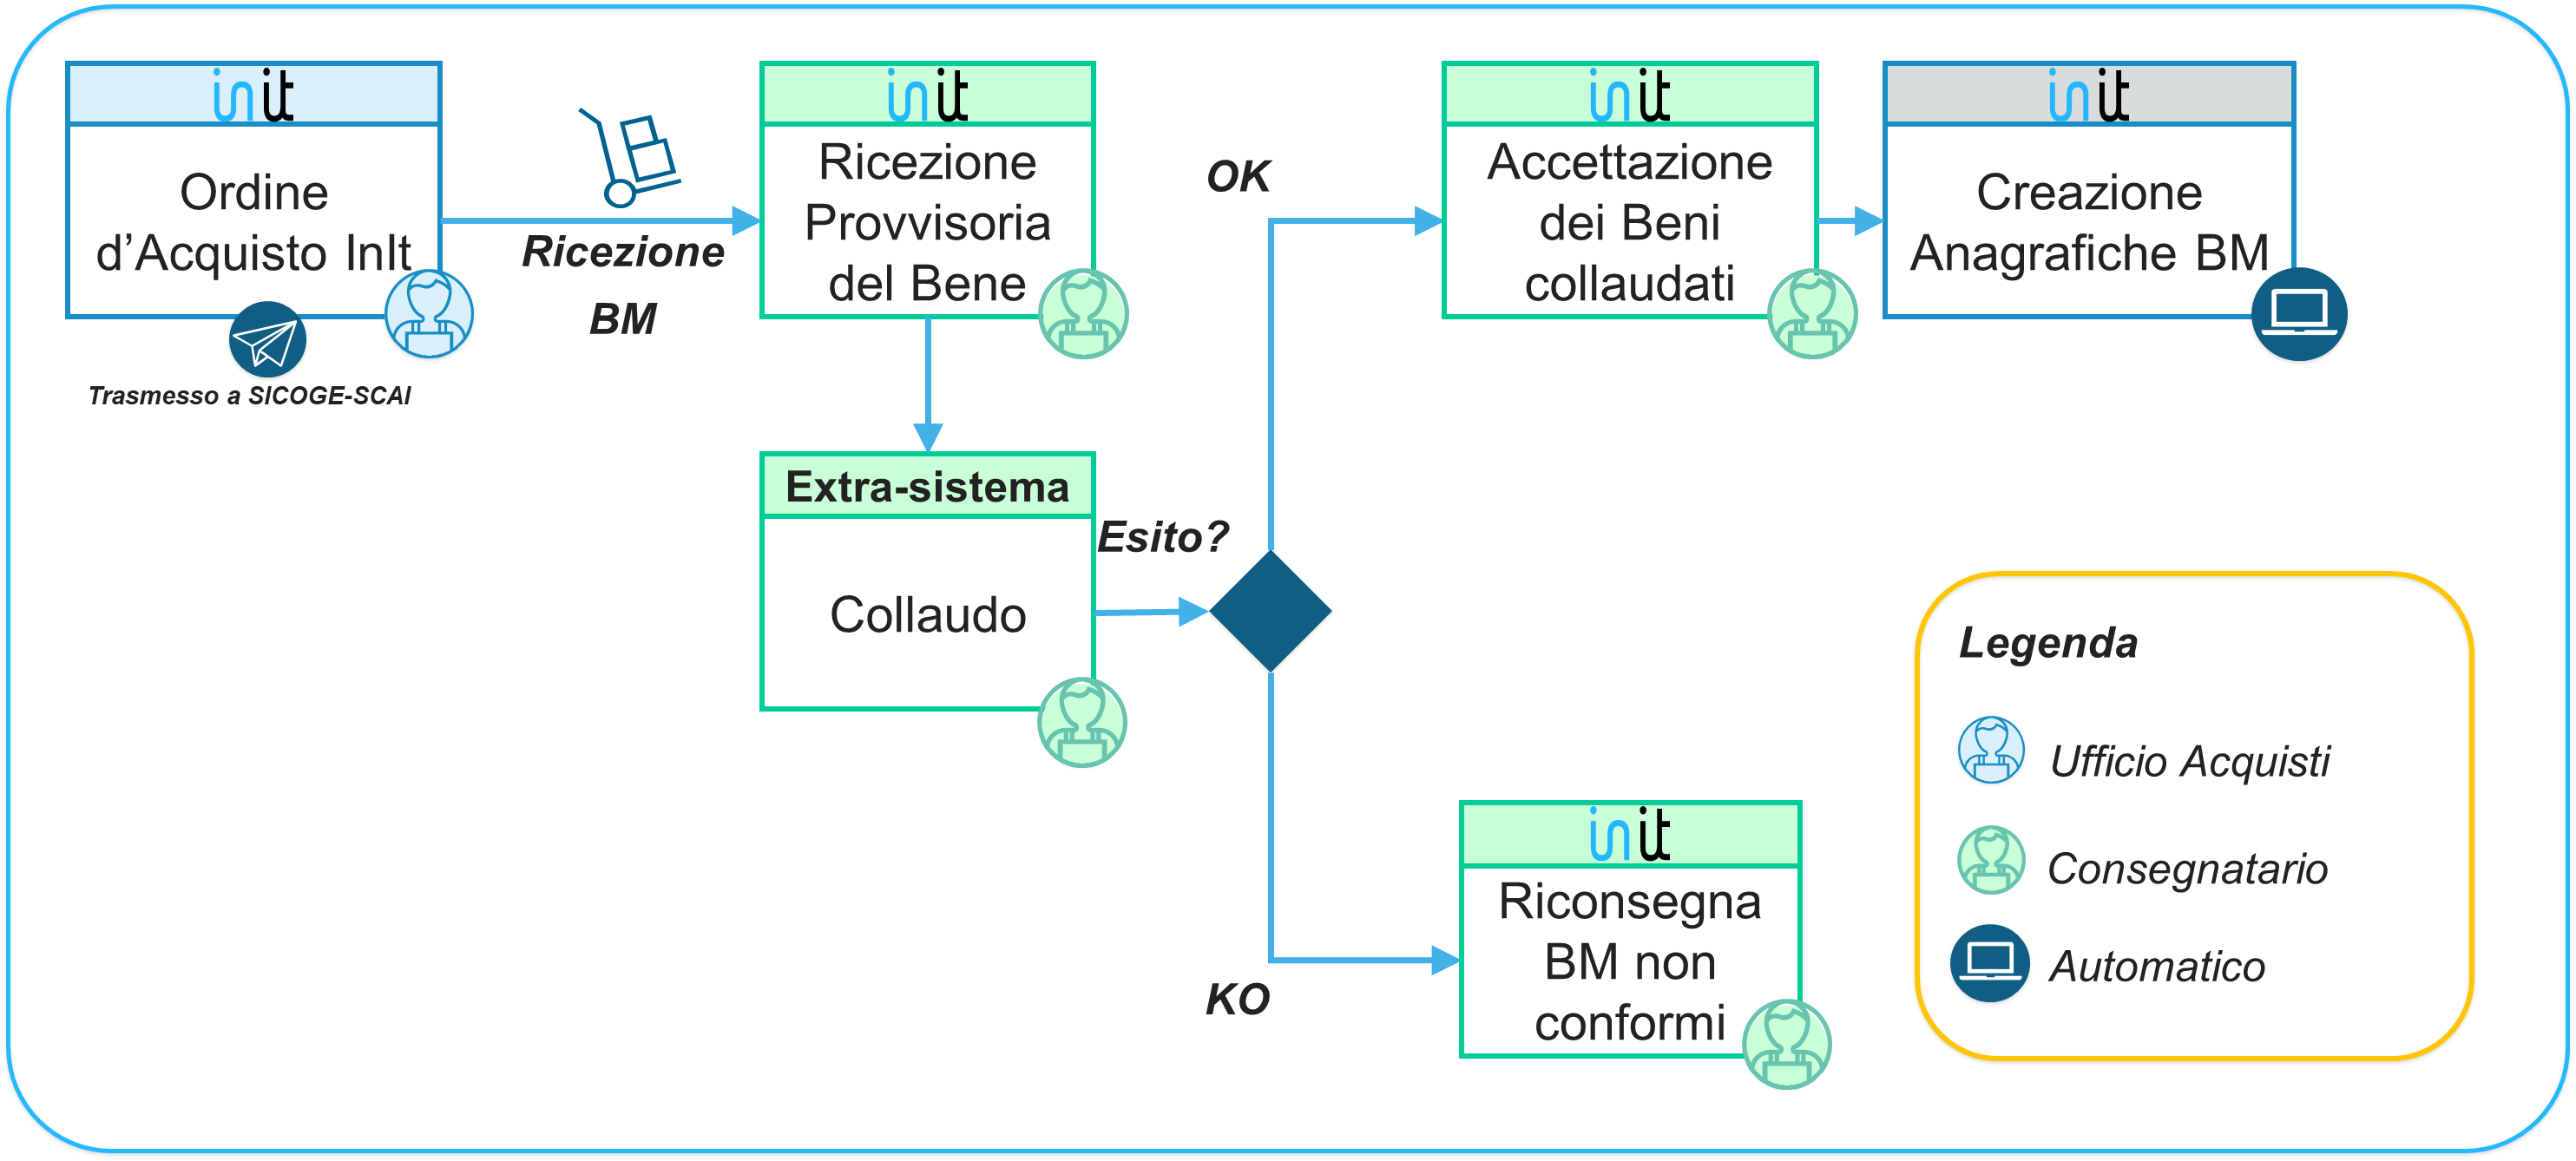 init
Ordine
d’Acquisto InIt
Trasmesso a SICOGE-SCAI
Ricezione
BM
init
Ricezione
Provvisoria
del Bene
Extra-sistema
Collaudo
Esito?
OK
init
Accettazione
dei Beni
collaudati
init
Creazione
Anagrafiche BM
KO
init
Riconsegna
BM non
conformi
Legenda
Ufficio Acquisti
Consegnatario
Automatico